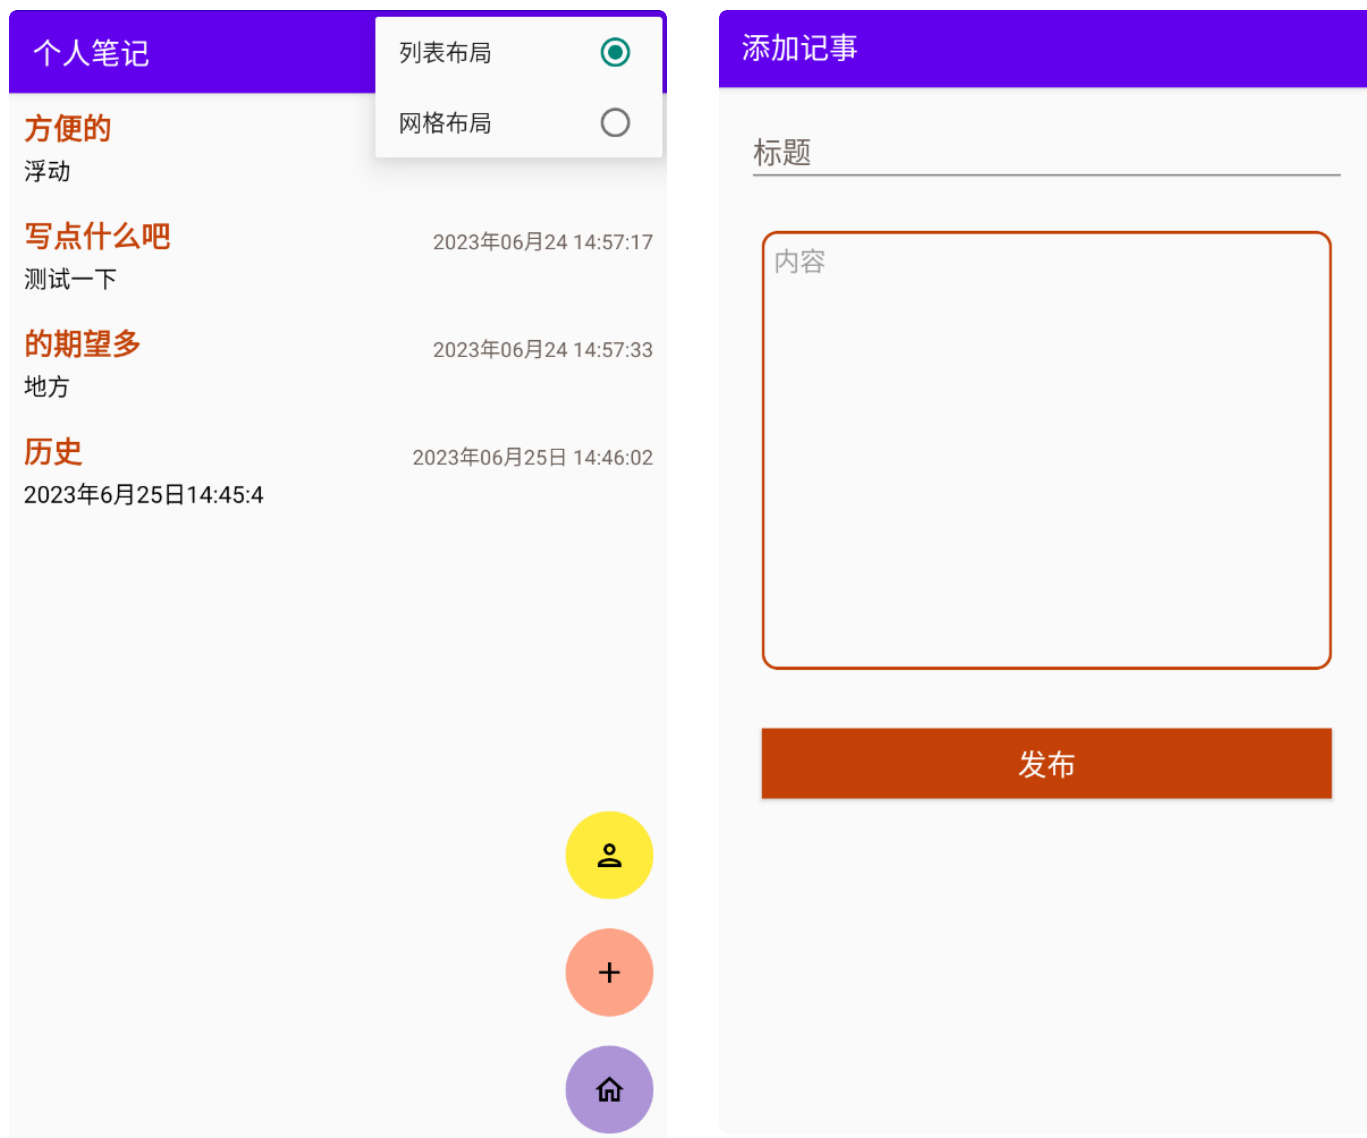 个人笔记
列表布局
网格布局
方便的
浮动
写点什么吧
2023年06月24 14:57:17
测试一下
的期望多
2023年06月24 14:57:33
地方
历史
2023年06月25日 14:46:02
2023年6月25日14:45:4
添加记事
标题
内容
发布